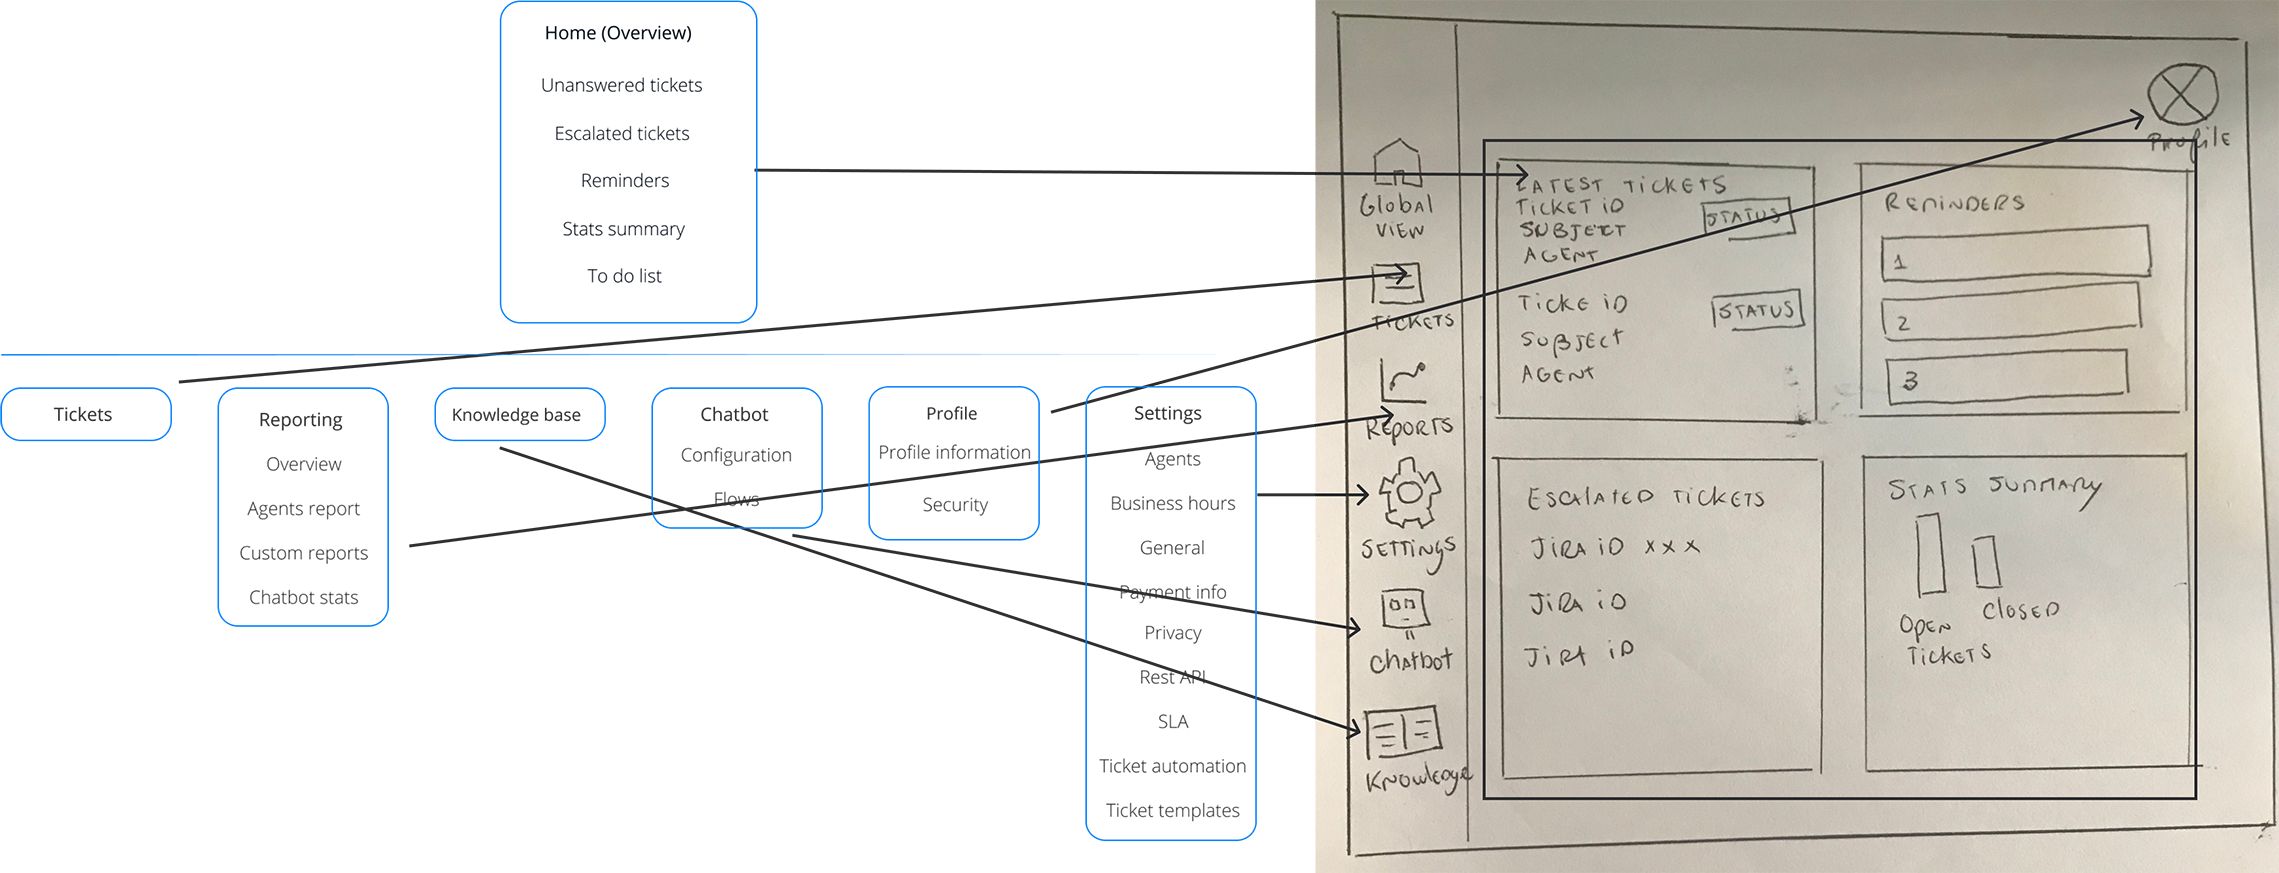 Home (Overview)
Unanswered tickets
Escalated tickets
Reminders
Stats summary
To do list
Tickets
Reporting
Overview
Agents report
Custom reports
Chatbot stats
Knowledge base
Chatbot
Configuration
Flows
Profile
Profile information
Security
Settings
Agents
Business hours
General
Payment info
Privacy
Rest API
SLA
Ticket automation
Ticket templates
Global
VIEW
TICKETS
REPORTS
SETTINGS
Chatbot
Knowledge
Profile
LATEST TICKETS
TICKET ID
SUBJECT
AGENT
STATUS
TICKE ID
SUBJECT
AGENT
STATUS
REMINDERS
1
2
3
ESCALATED TICKETS
JIRA ID XXX
JIRA ID
JIRA ID
STATS SUMMARY
OPEN
TICKETS
CLOSED